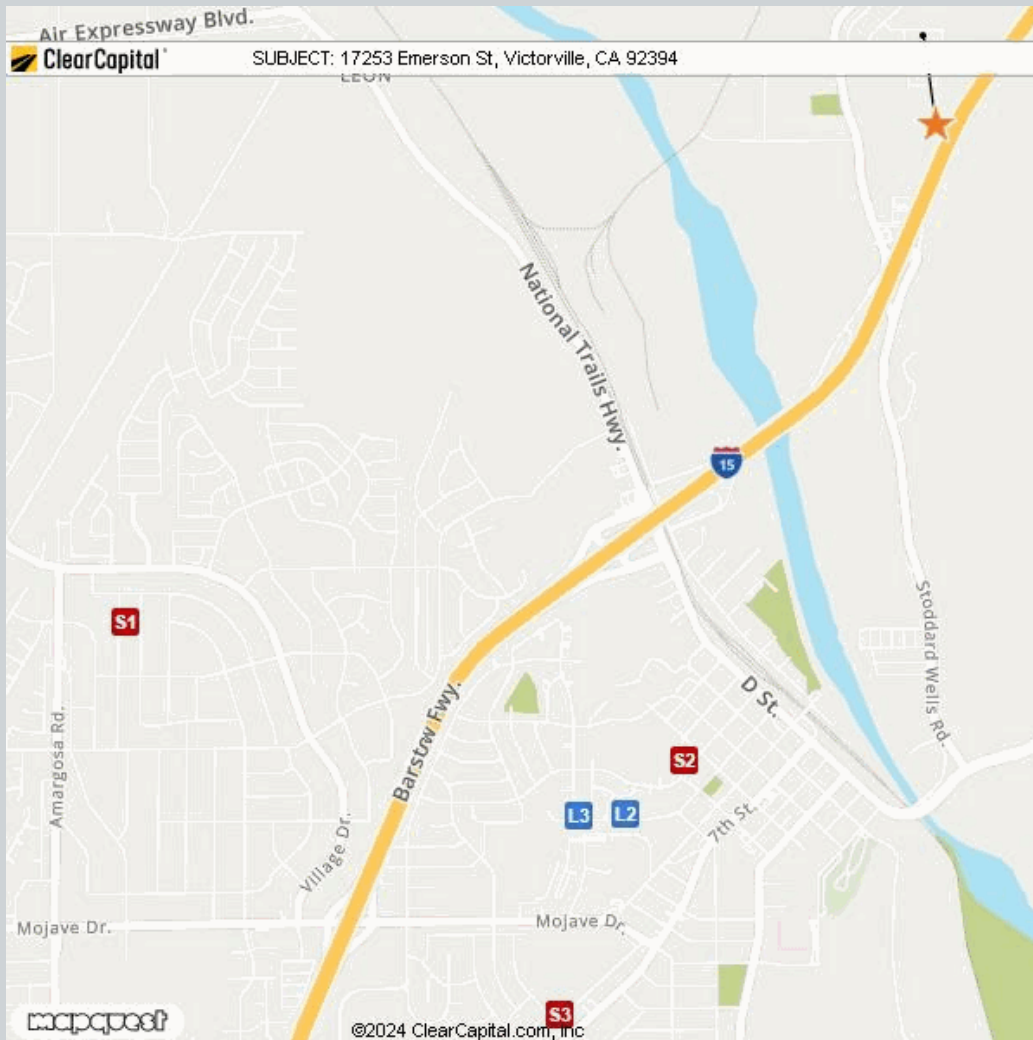 Air Expressway Blvd.
ClearCapital
SUBJECT: 17253 Emerson St, Victorville, CA 92394
LEON
National Trails Hwy.
15
S1
Stoddard Wells Rd.
D St.
Barstow Fwy.
Amargosa Rd.
S2
L3
L2
7th St.
Village Dr.
Mojave Dr.
Mojave Dr.
S3
mapquest
©2024 ClearCapital.com, Inc